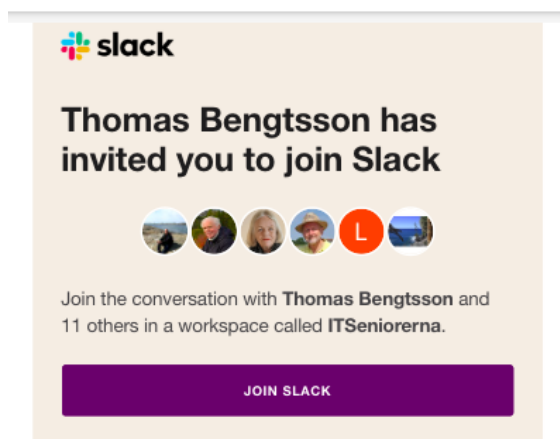 slack
Thomas Bengtsson has
invited you to join Slack
L
Join the conversation with Thomas Bengtsson and
11 others in a workspace called ITSeniorerna.
JOIN SLACK